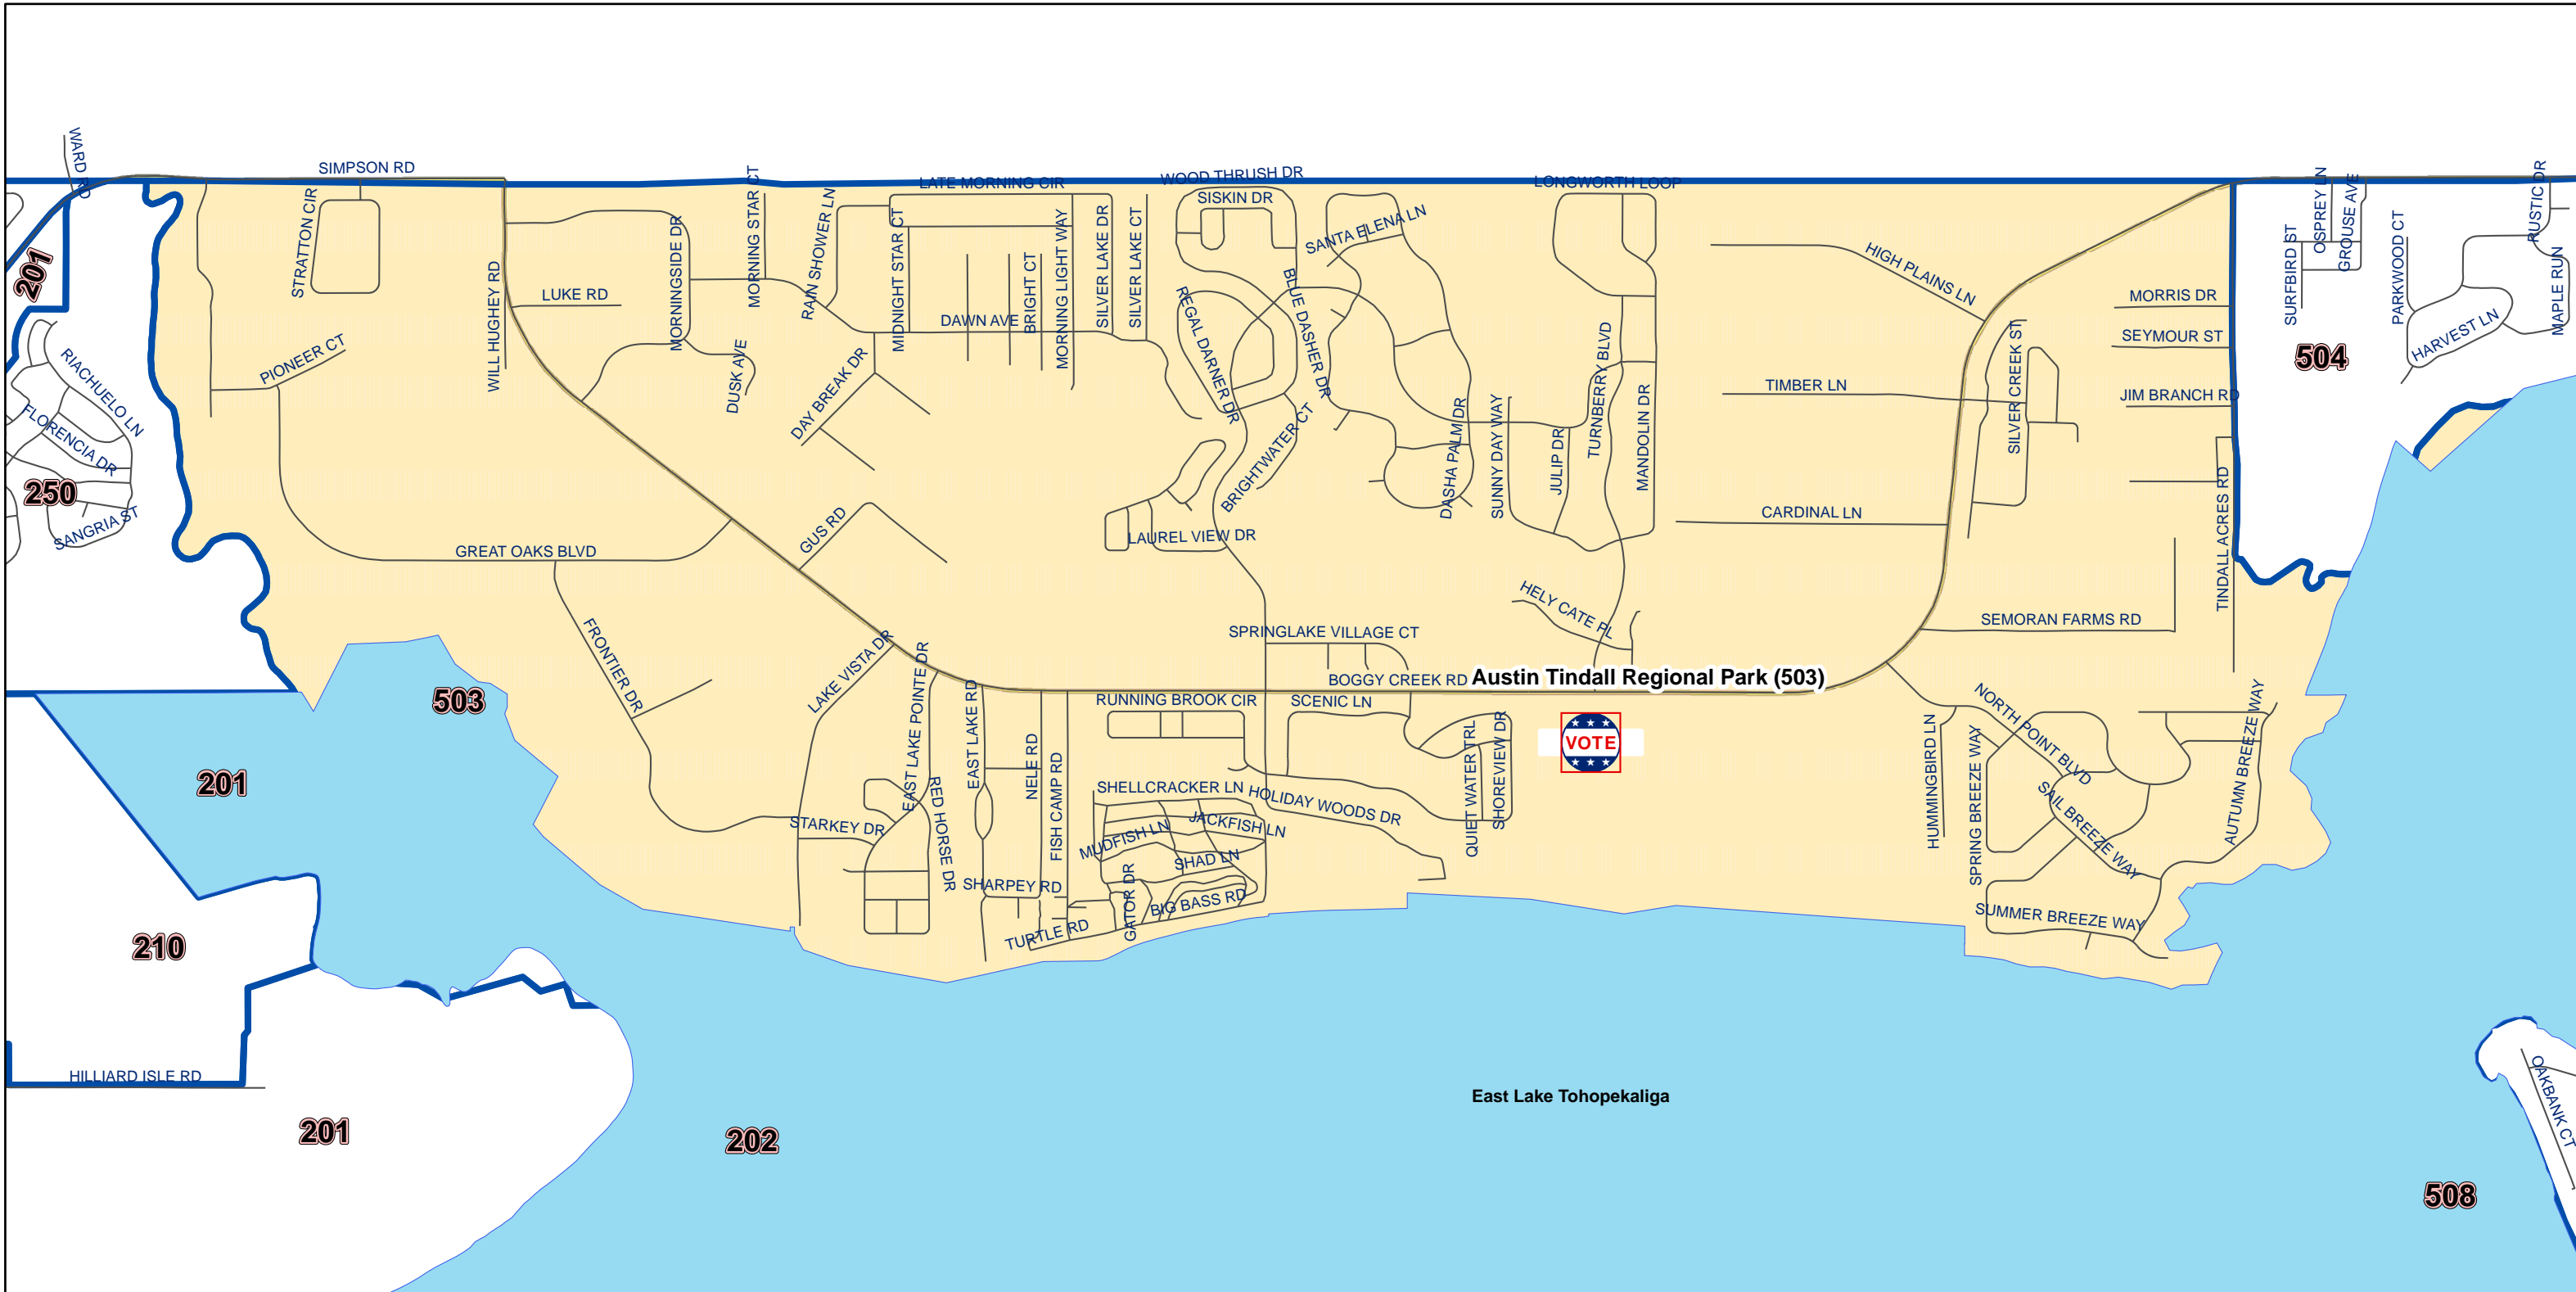 WARD RD
SIMPSON RD
STRATTON CIR
WILL HUGHEY RD
LUKE RD
MORNINGSIDE DR
MORNING STAR CT
RAIN SHOWER LN
LATE MORNING CIR
MIDNIGHT STAR CT
DAWN AVE
BRIGHT CT
MORNING LIGHT WAY
SILVER LAKE DR
SILVER LAKE CT
WOOD THRUSH DR
SISKIN DR
SANTA ELENA LN
LONGWORTH LOOP
HIGH PLAINS LN
MORRIS DR
SEYMOUR ST
JIM BRANCH RD
SURFBIRD ST
OSPREY LN
GROUSE AVE
PARKWOOD CT
RUSTIC DR
MAPLE RUN
HARVEST LN
504
201
RIACHUELO LN
FLORENCIA DR
250
SANGRIA ST
PIONEER CT
DUSK AVE
DAY BREAK DR
REGAL DARNER DR
BLUE DASHER DR
BRIGHTWATER CT
DASHA PALM DR
SUNNY DAY WAY
JULIP DR
TURNBERRY BLVD
MANDOLIN DR
TIMBER LN
SILVER CREEK ST
CARDINAL LN
TINDALL ACRES RD
GREAT OAKS BLVD
GUS RD
LAUREL VIEW DR
HELY CATE PL
SEMORAN FARMS RD
FRONTIER DR
LAKE VISTA DR
EAST LAKE POINTE DR
SPRINGLAKE VILLAGE CT
BOGGY CREEK RD
Austin Tindall Regional Park (503)
503
EAST LAKE RD
RUNNING BROOK CIR
SCENIC LN
NELE RD
FISH CAMP RD
QUIET WATER TRL
SHOREVIEW DR
VOTE
HUMMINGBIRD LN
SPRING BREEZE WAY
NORTH POINT BLVD
SAIL BREEZE WAY
AUTUMN BREEZE WAY
201
STARKEY DR
RED HORSE DR
SHELLCRACKER LN
HOLIDAY WOODS DR
MUDFISH LN
JACKFISH LN
SHAD LN
SHARPEY RD
GATOR DR
BIG BASS RD
TURTLE RD
SUMMER BREEZE WAY
210
HILLIARD ISLE RD
201
202
East Lake Tohopekaliga
OAKBANK CT
508